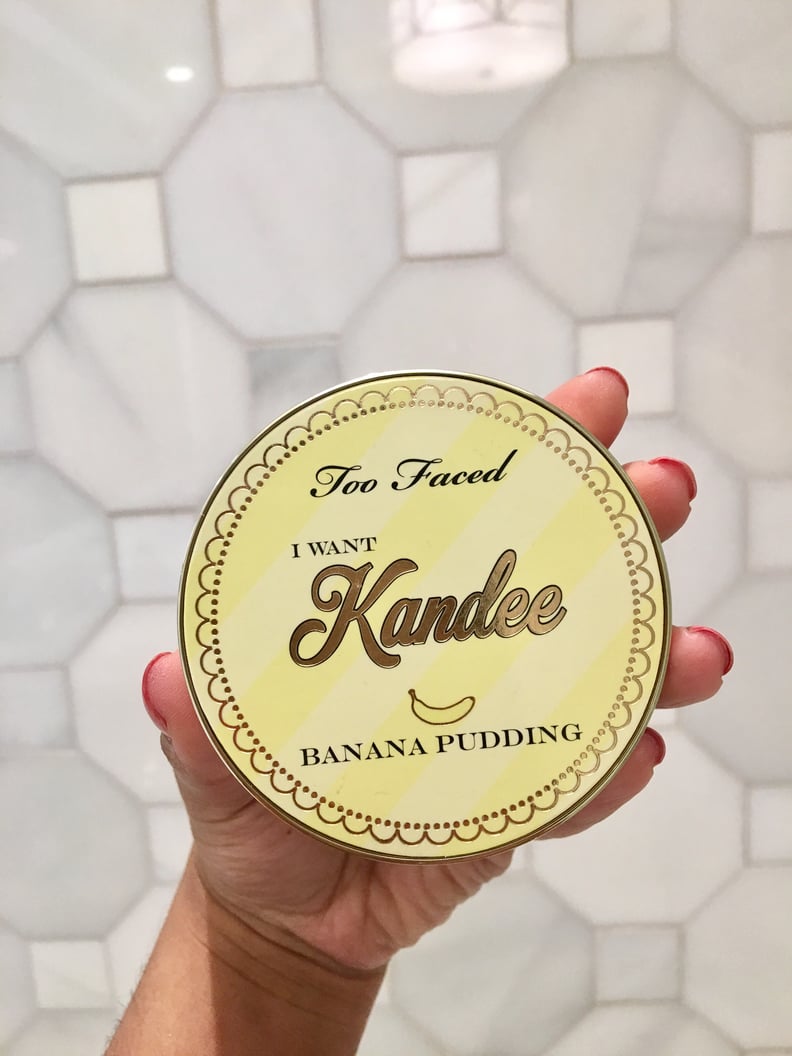 Too Faced
I WANT
Kandee
BANANA PUDDING